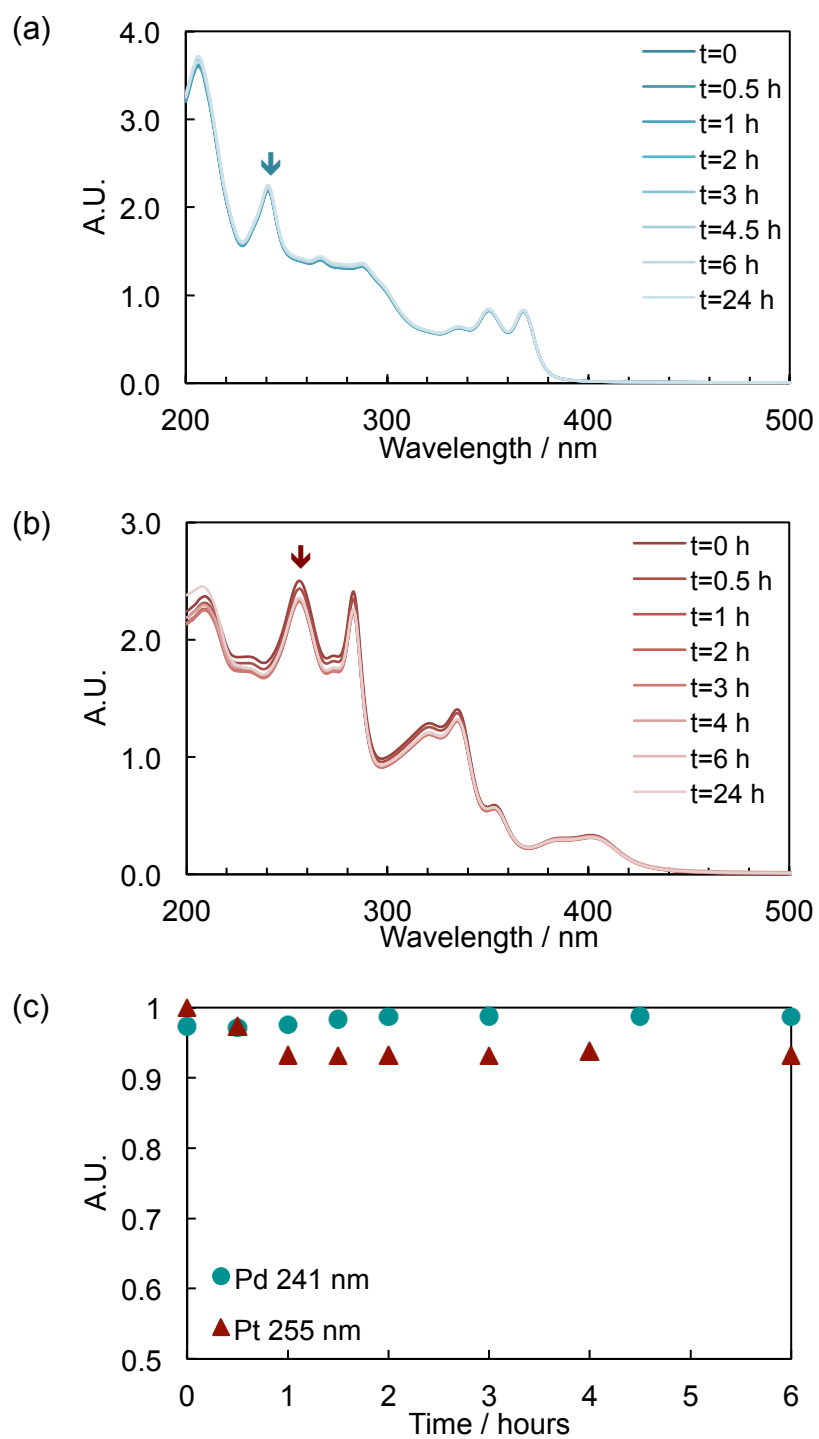 (a)
4.0
3.0
2.0
1.0
0.0
A.U.
t=0
t=0.5 h
t=1 h
t=2 h
t=3 h
t=4.5 h
t=6 h
t=24 h
200 300 400 500
Wavelength / nm
(b)
3.0
2.0
1.0
0.0
A.U.
t=0 h
t=0.5 h
t=1 h
t=2 h
t=3 h
t=4 h
t=6 h
t=24 h
200 300 400 500
Wavelength / nm
(c)
1
0.9
0.8
0.7
0.6
0.5
A.U.
Pd 241 nm
Pt 255 nm
0 1 2 3 4 5 6
Time / hours